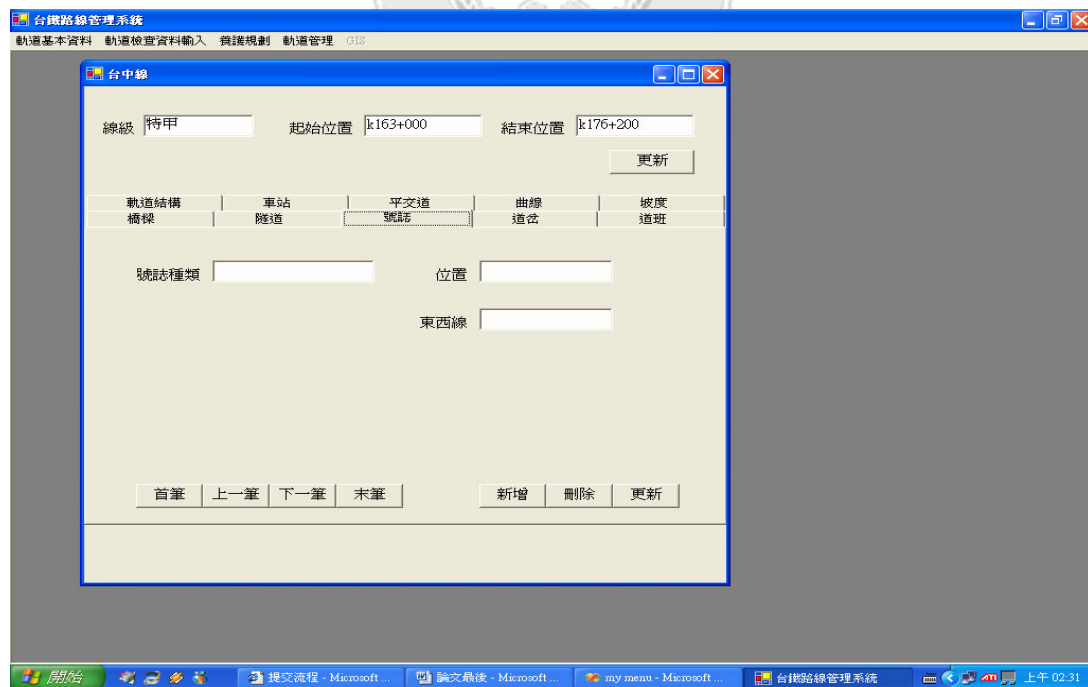 台鐵路線管理系統
軌道基本資料 軌道檢查資料輸入 養護規劃 軌道管理 GIS
台中線
線級 特甲 起始位置 k163+000 結束位置 k176+200
更新
軌道結構 車站 平交道 曲線 坡度
橋樑 隧道 號誌 道岔 道班
號誌種類 位置
東西線
首筆 上一筆 下一筆 末筆 新增 刪除 更新
開始 提交流程 - Microsoft ... 論文最後 - Microsoft ... my menu - Microsoft ... 台鐵路線管理系統 上午 02:31